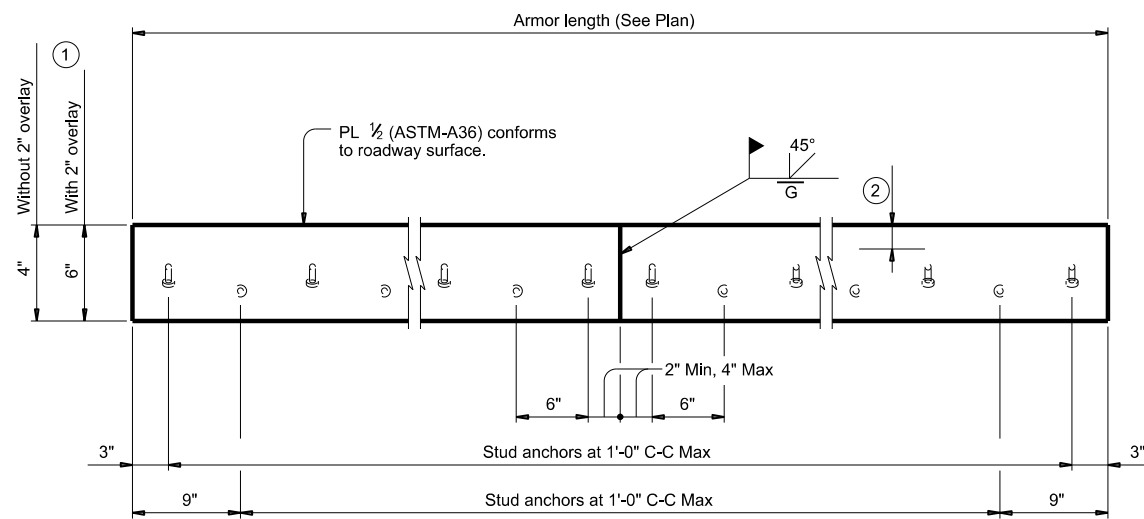 Armor length (See Plan)
1
Without 2" overlay
With 2" overlay
PL ½ (ASTM-A36) conforms
to roadway surface.
45°
G
2
4"
6"
2" Min, 4" Max
6"
6"
3"
Stud anchors at 1'-0" C-C Max
3"
9"
Stud anchors at 1'-0" C-C Max
9"